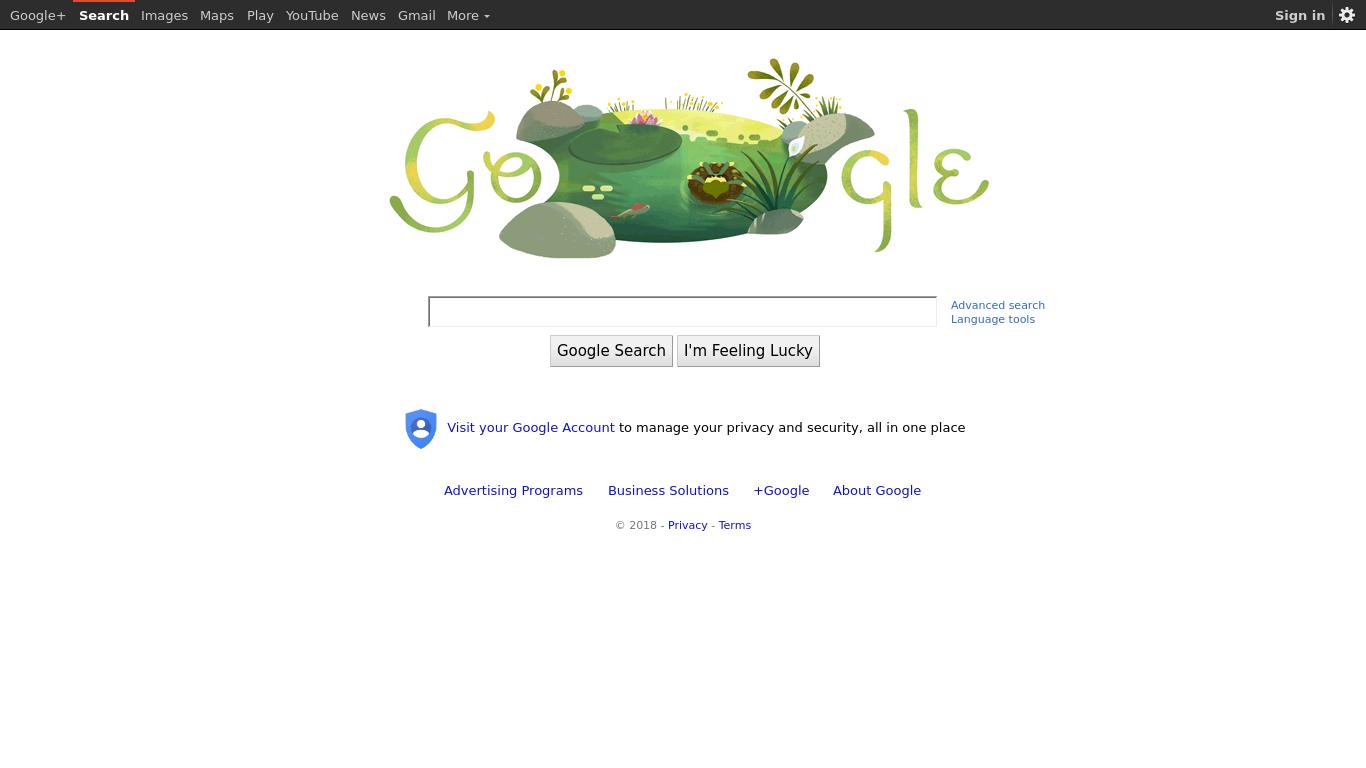 Google+ Search Images Maps Play YouTube News Gmail More Sign in
Google
Advanced search
Language tools
Google Search I'm Feeling Lucky
Visit your Google Account to manage your privacy and security, all in one place
Advertising Programs Business Solutions +Google About Google
© 2018 - Privacy - Terms